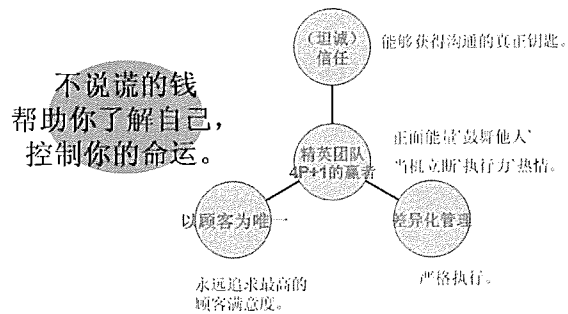 不说谎的钱
帮助你了解自己，
控制你的命运。
（坦诚）
信任
能够获得沟通的真正钥匙。
精英团队
4P+1的赢者
正面能量'鼓舞他人'
当机立断'执行力'热情。
以顾客为唯一
永远追求最高的
顾客满意度。
差异化管理
严格执行。